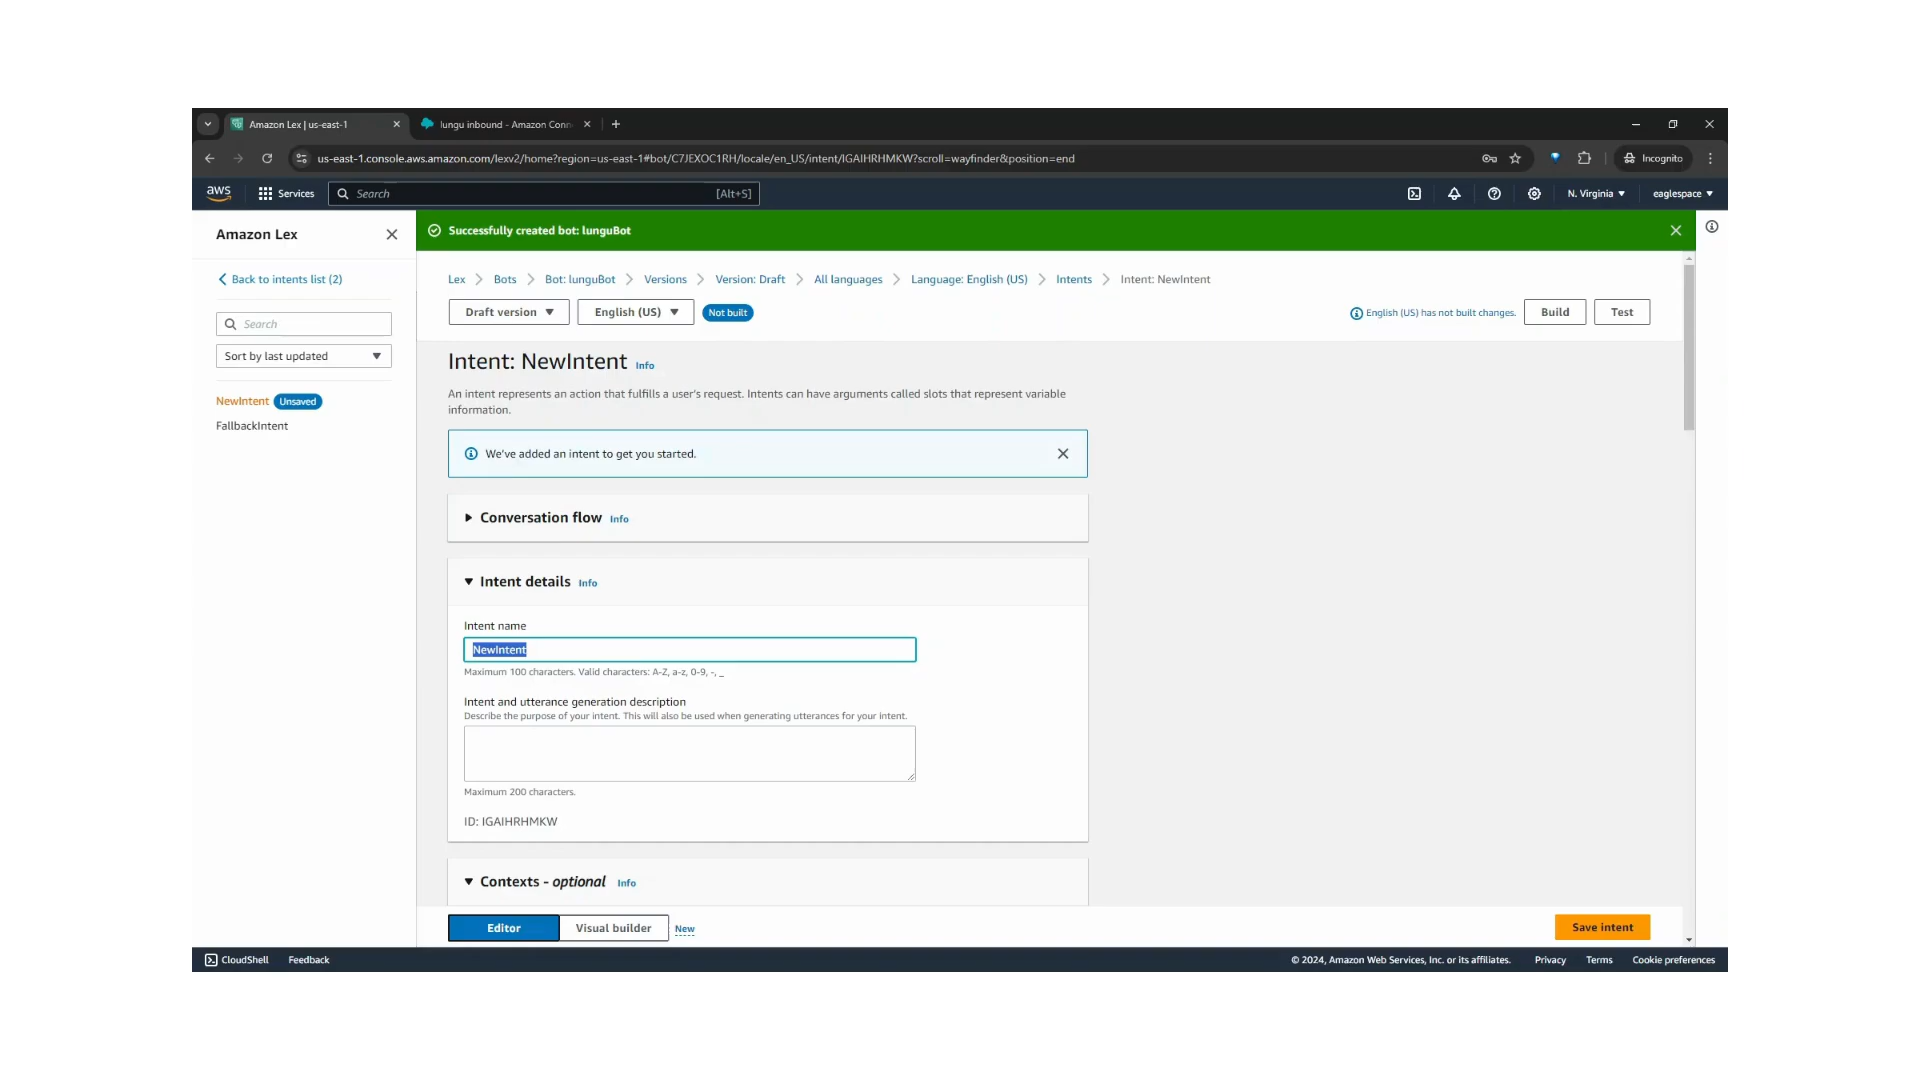 Amazon Lex | us-east-1
lungu inbound - Amazon Conn
us-east-1.console.aws.amazon.com/lexv2/home?region=us-east-1#bot/C7JEXOC1RH/locale/en_US/intent/IGAIHRHMKW?scroll=wayfinder&position=end
Incognito
aws
Services
Search
[Alt+S]
N. Virginia
eaglespace
Amazon Lex
Successfully created bot: lunguBot
Back to intents list (2)
Lex
Bots
Bot: lunguBot
Versions
Version: Draft
All languages
Language: English (US)
Intents
Intent: NewIntent
Search
Draft version
English (US)
Not built
English (US) has not built changes.
Build
Test
Sort by last updated
Intent: NewIntent Info
An intent represents an action that fulfills a user's request. Intents can have arguments called slots that represent variable
information.
NewIntent Unsaved
FallbackIntent
We've added an intent to get you started.
Conversation flow Info
Intent details Info
Intent name
NewIntent
Maximum 100 characters. Valid characters: A-Z, a-z, 0-9, -, _
Intent and utterance generation description
Describe the purpose of your intent. This will also be used when generating utterances for your intent.
Maximum 200 characters.
ID: IGAIHRHMKW
Contexts - optional Info
Editor
Visual builder
New
Save intent
CloudShell
Feedback
© 2024, Amazon Web Services, Inc. or its affiliates.
Privacy
Terms
Cookie preferences